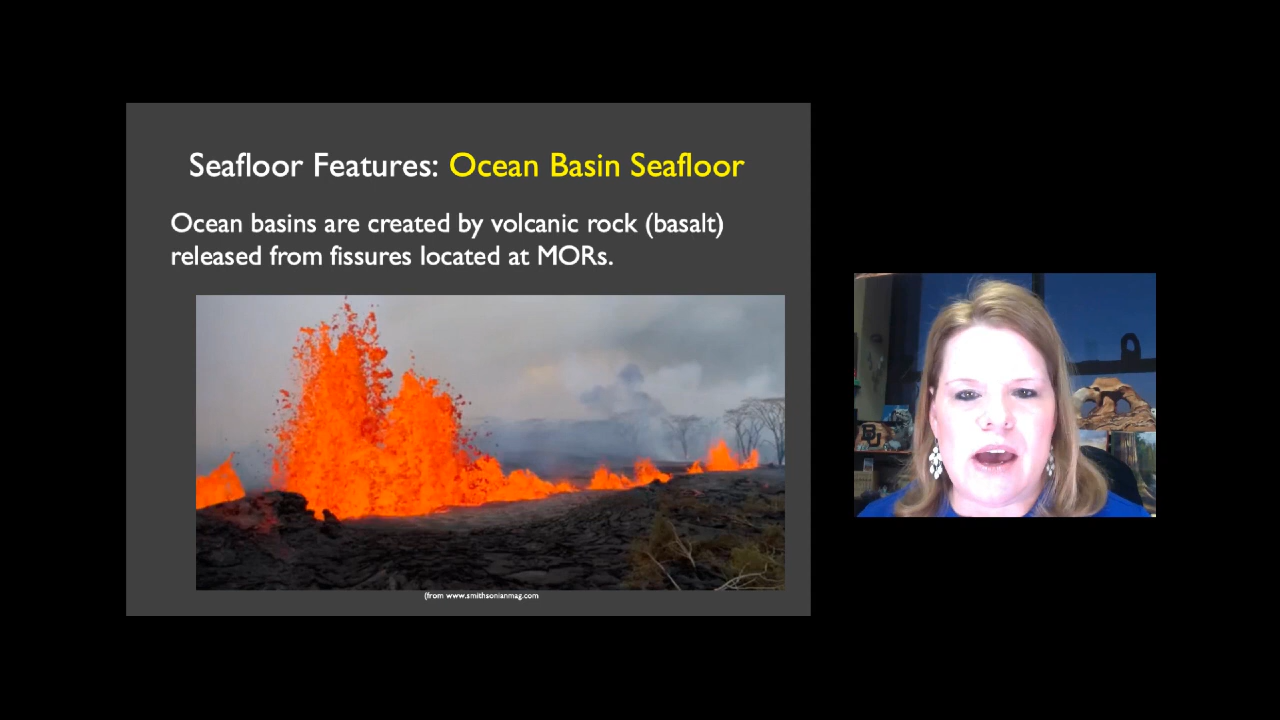 Seafloor Features: Ocean Basin Seafloor
Ocean basins are created by volcanic rock (basalt)
released from fissures located at MORs.
(from www.smithsonianmag.com
BU